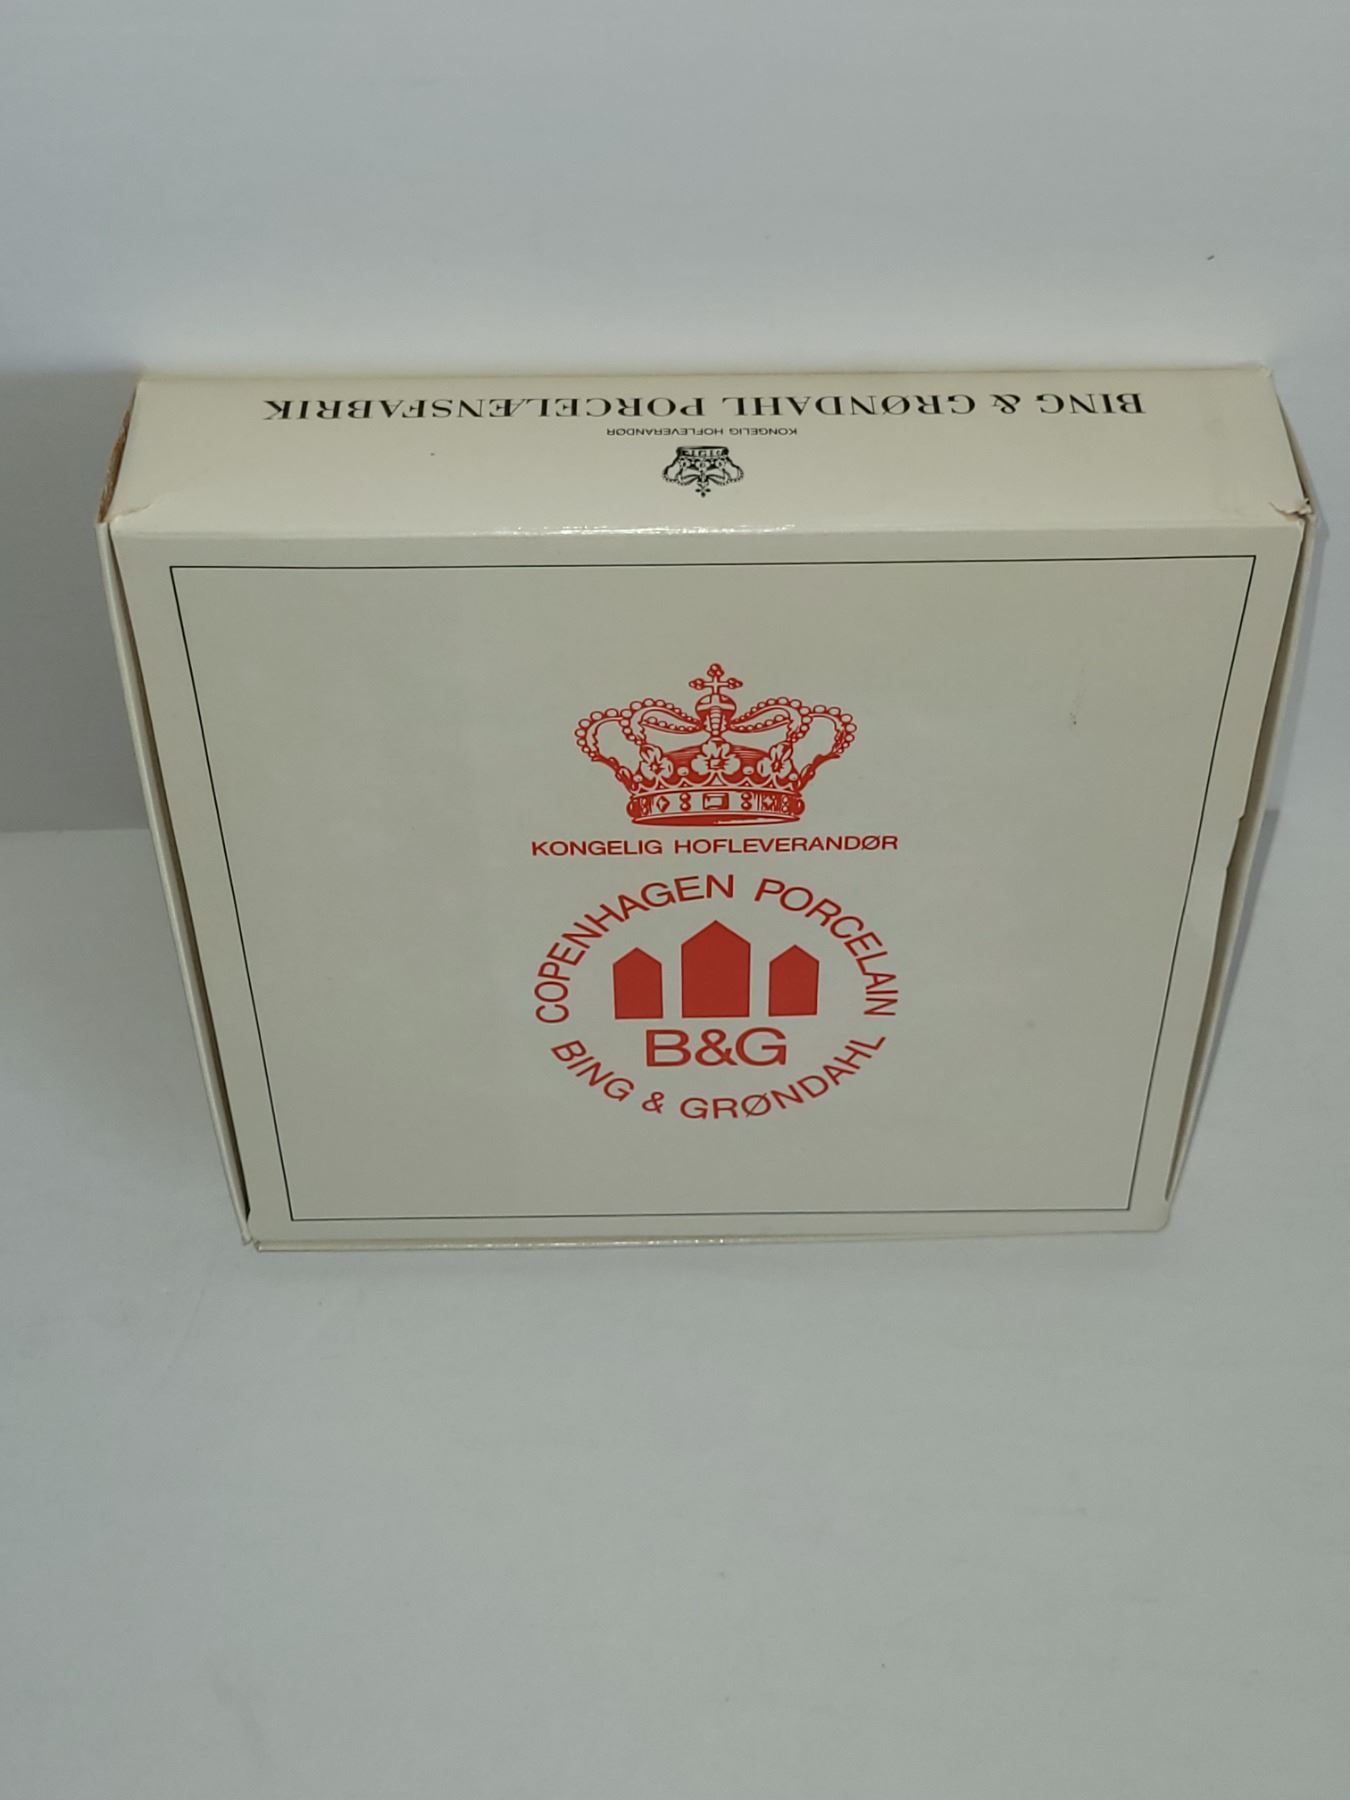 BING & GRØNDAHL PORCELÆNSFABRIK
KONGELIG HOFLEVERANDØR
KONGELIG HOFLEVERANDØR
COPENHAGEN PORCELAIN
B&G
BING & GRØNDAHL